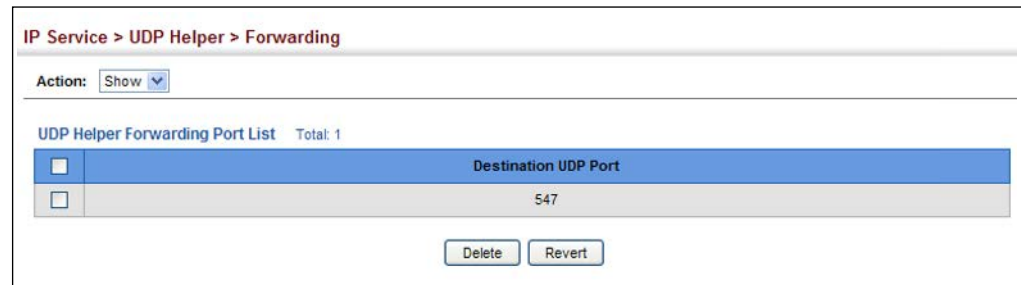 IP Service > UDP Helper > Forwarding
Action: Show
UDP Helper Forwarding Port List Total: 1
Destination UDP Port
547
Delete Revert